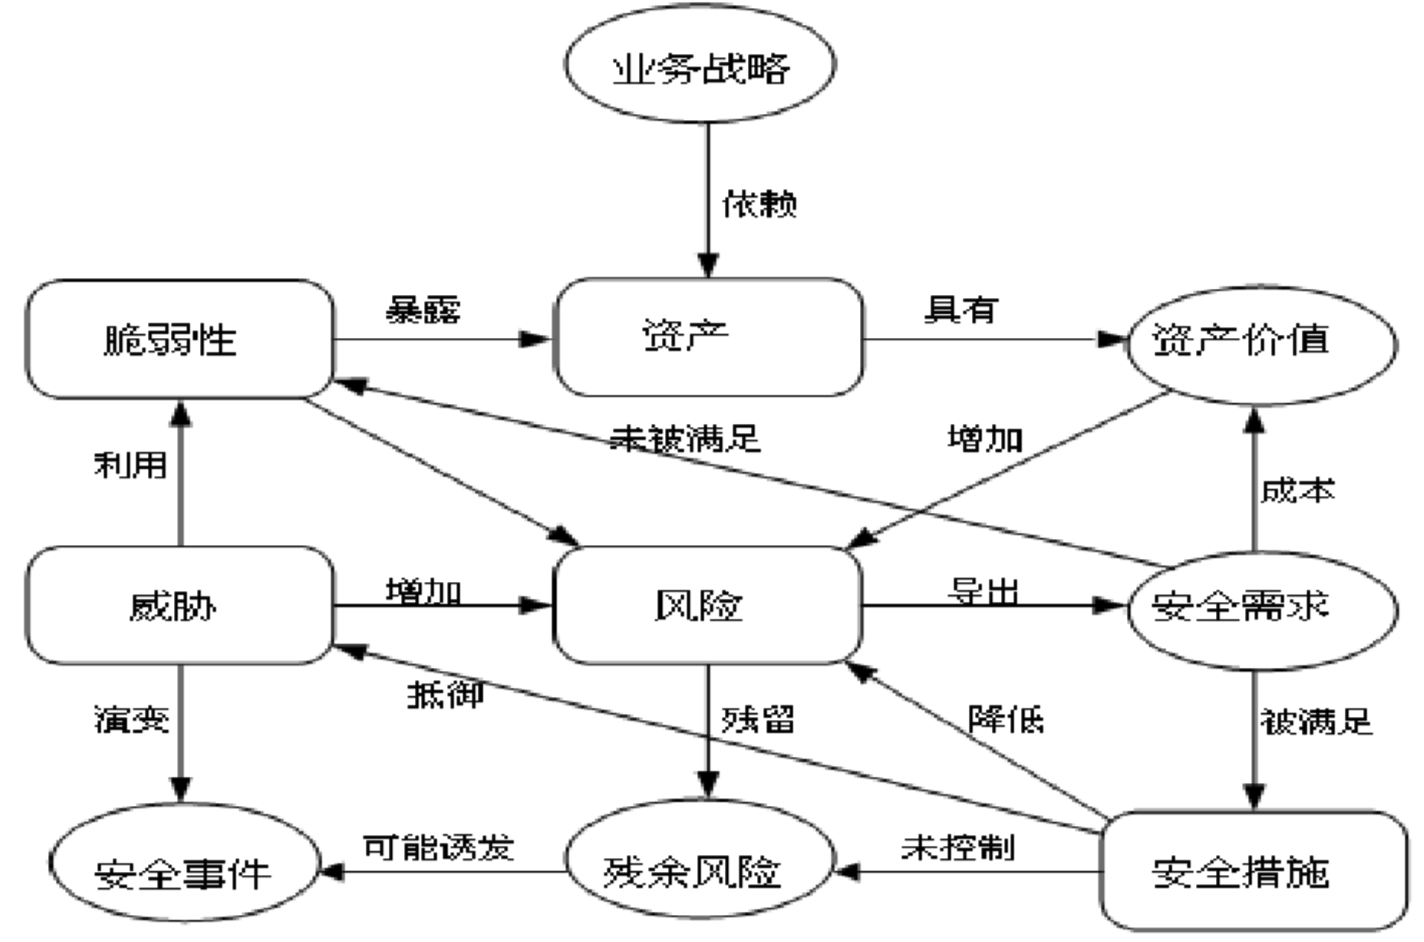 业务战略
依赖
脆弱性
暴露
资产
具有
资产价值
利用
未被满足
增加
成本
威胁
增加
风险
导出
安全需求
演变
抵御
残留
降低
被满足
安全事件
可能诱发
残余风险
未控制
安全措施